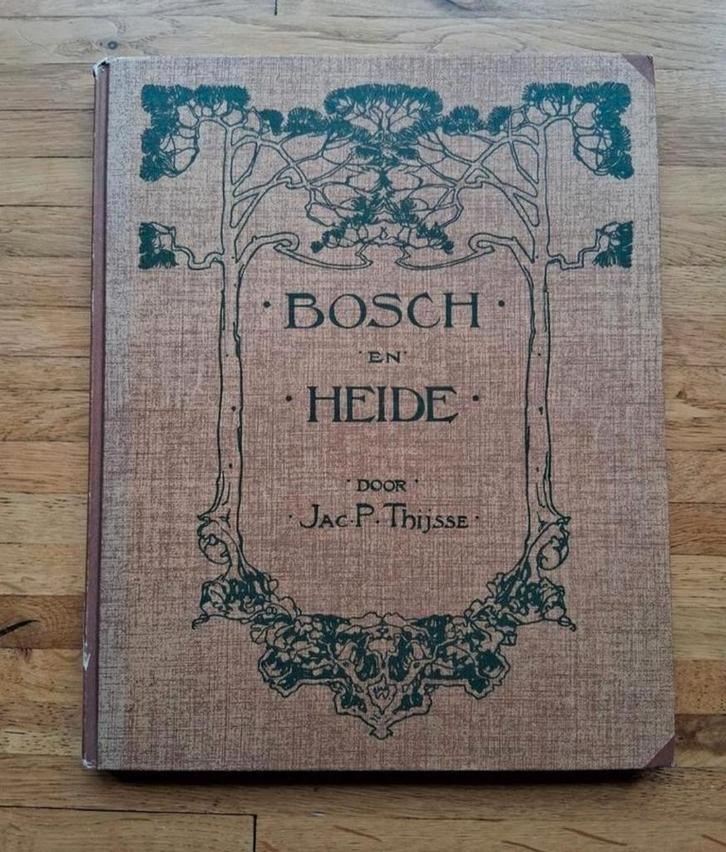 · BOSCH ·
· EN ·
· HEIDE ·
· DOOR ·
· JAC·P·THIJSSE ·